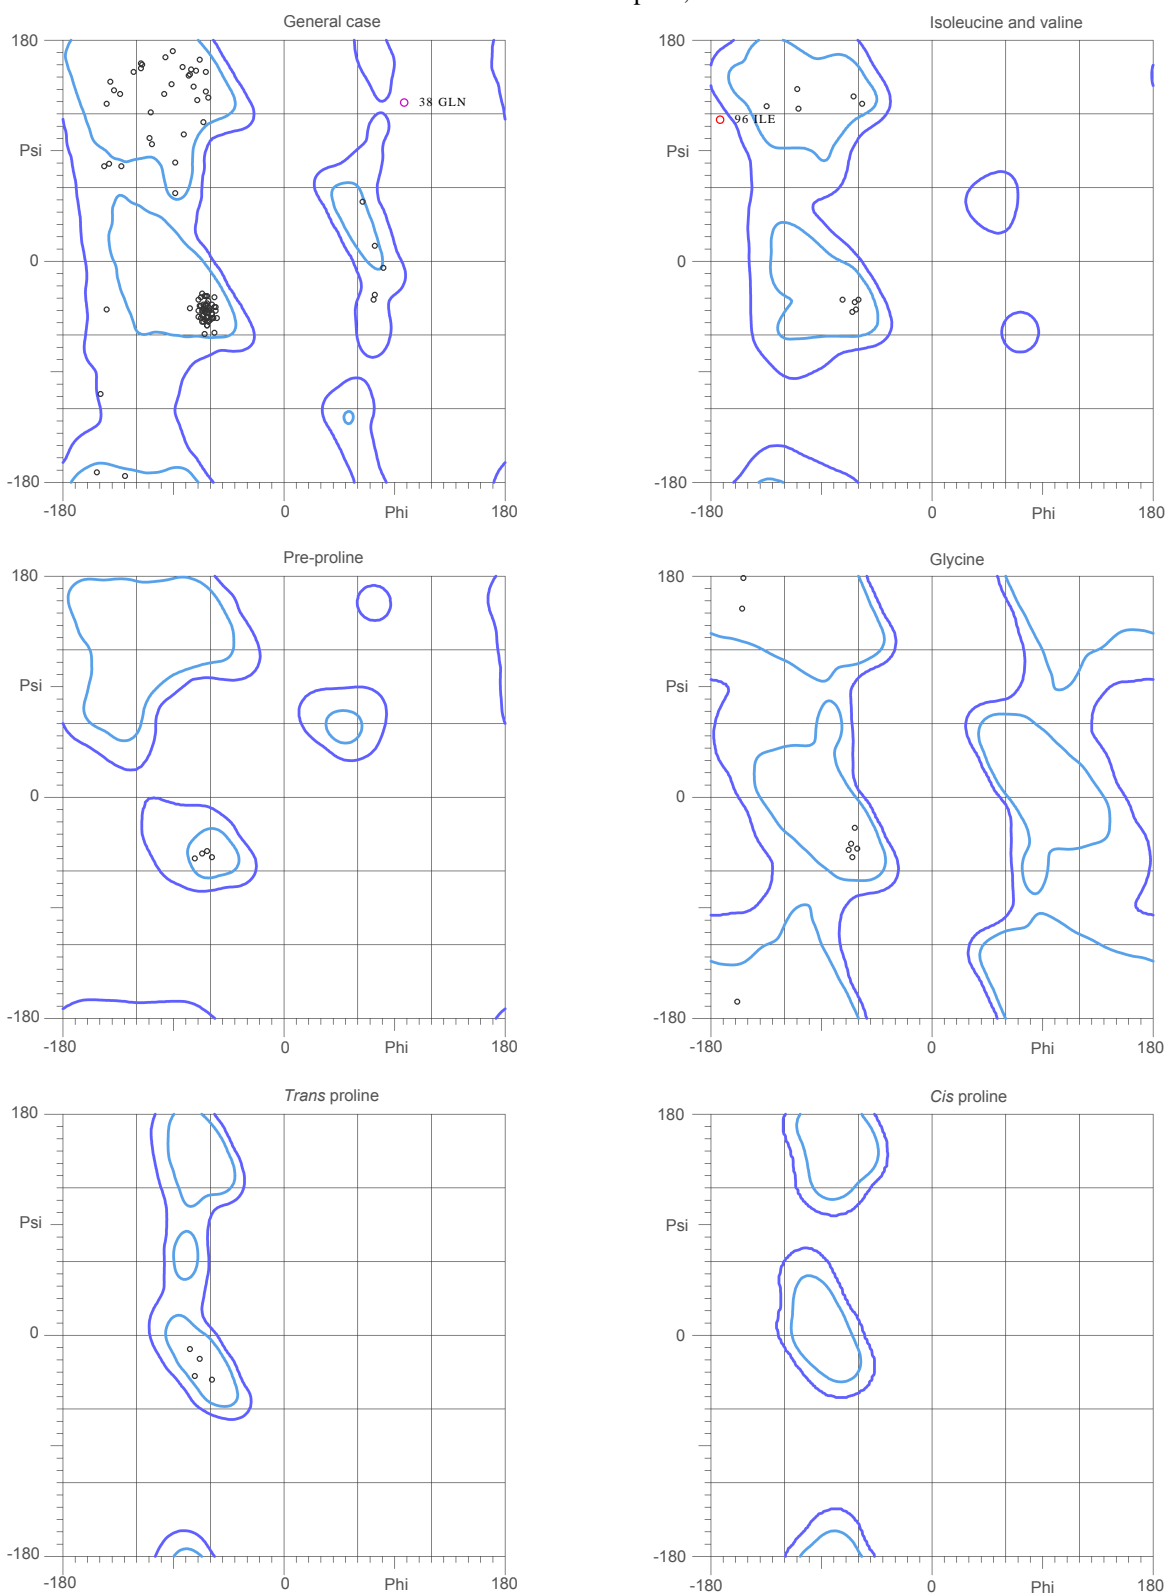 General case
180
Psi
0
-180
-180
0
Phi
180
38 GLN
Isoleucine and valine
180
Psi
0
-180
-180
0
Phi
180
96 ILE
Pre-proline
180
Psi
0
-180
-180
0
Phi
180
Glycine
180
Psi
0
-180
-180
0
Phi
180
Trans proline
180
Psi
0
-180
-180
0
Phi
180
Cis proline
180
Psi
0
-180
-180
0
Phi
180